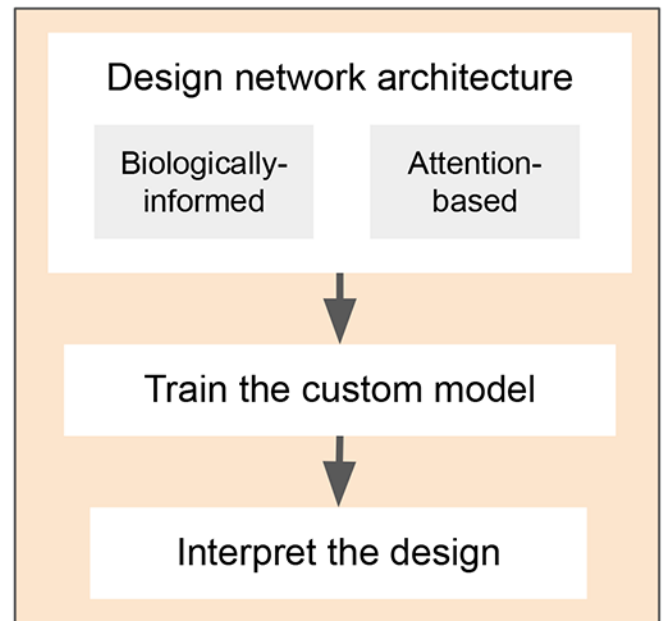 Design network architecture
Biologically-
informed
Attention-
based
Train the custom model
Interpret the design